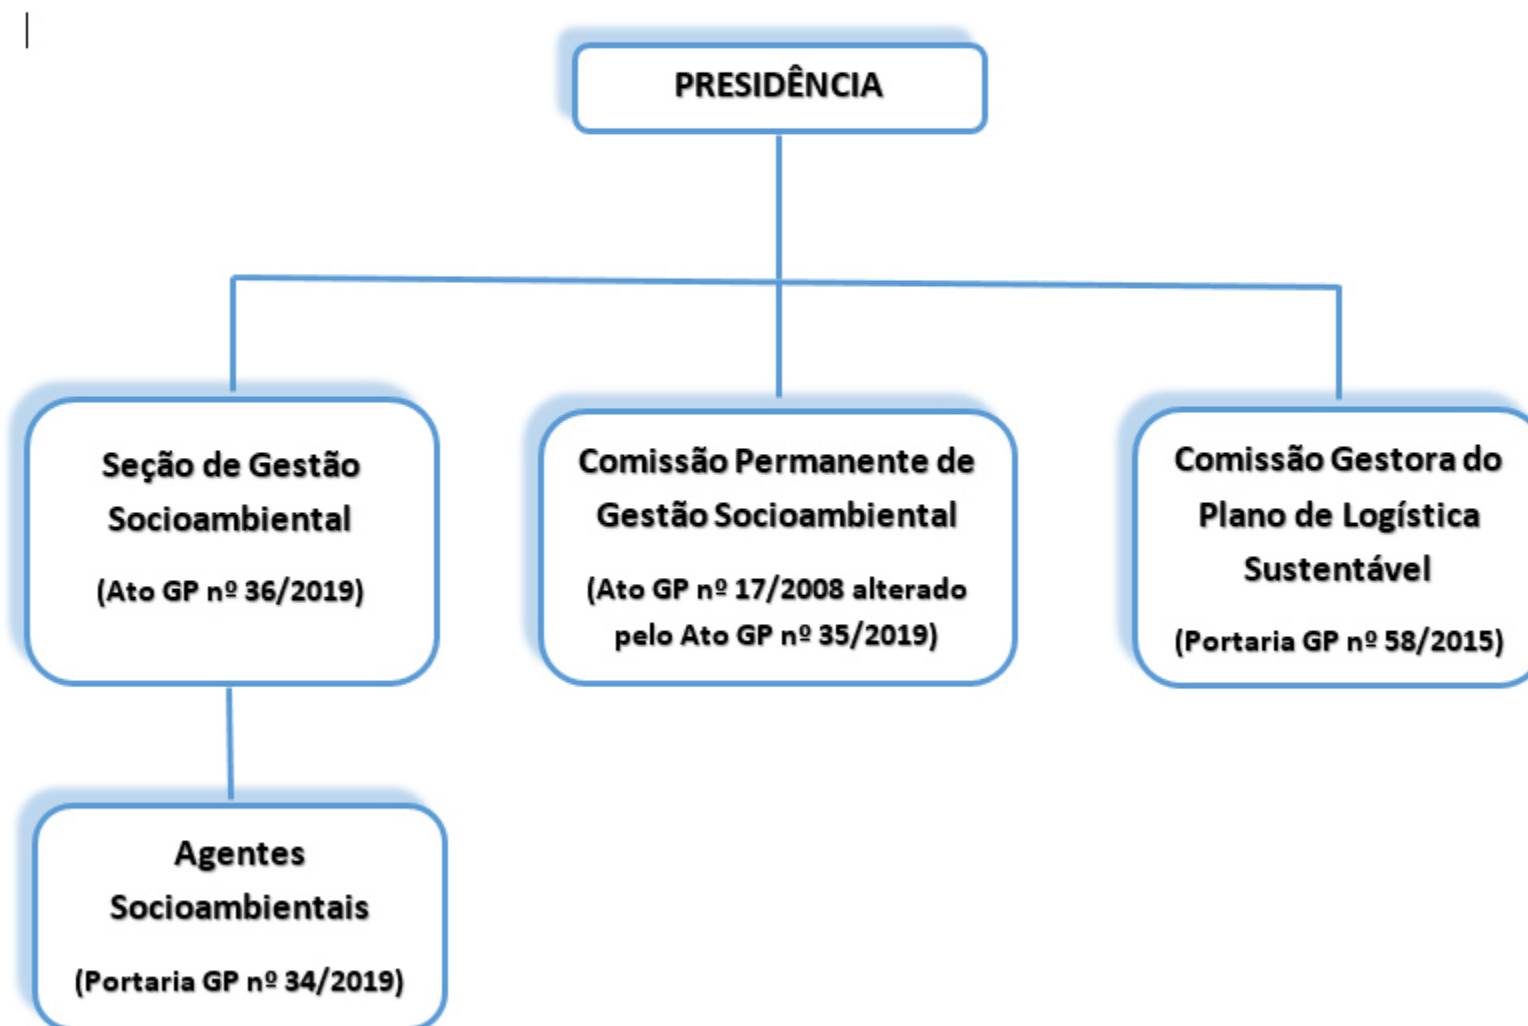 PRESIDÊNCIA
Seção de Gestão
Socioambiental
(Ato GP nº 36/2019)
Comissão Permanente de
Gestão Socioambiental
(Ato GP nº 17/2008 alterado
pelo Ato GP nº 35/2019)
Comissão Gestora do
Plano de Logística
Sustentável
(Portaria GP nº 58/2015)
Agentes
Socioambientais
(Portaria GP nº 34/2019)